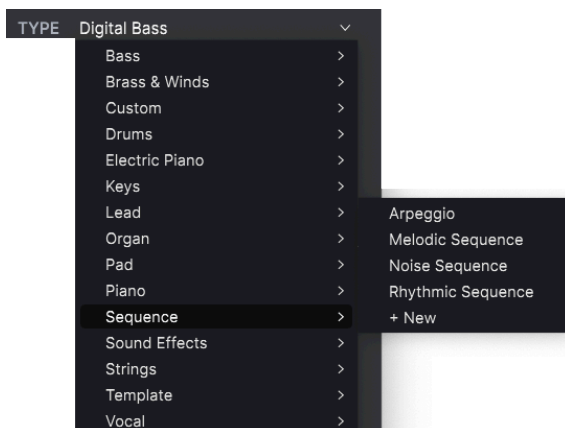 TYPE Digital Bass
Bass
Brass & Winds
Custom
Drums
Electric Piano
Keys
Lead
Organ
Pad
Piano
Sequence
Sound Effects
Strings
Template
Vocal
Arpeggio
Melodic Sequence
Noise Sequence
Rhythmic Sequence
+ New